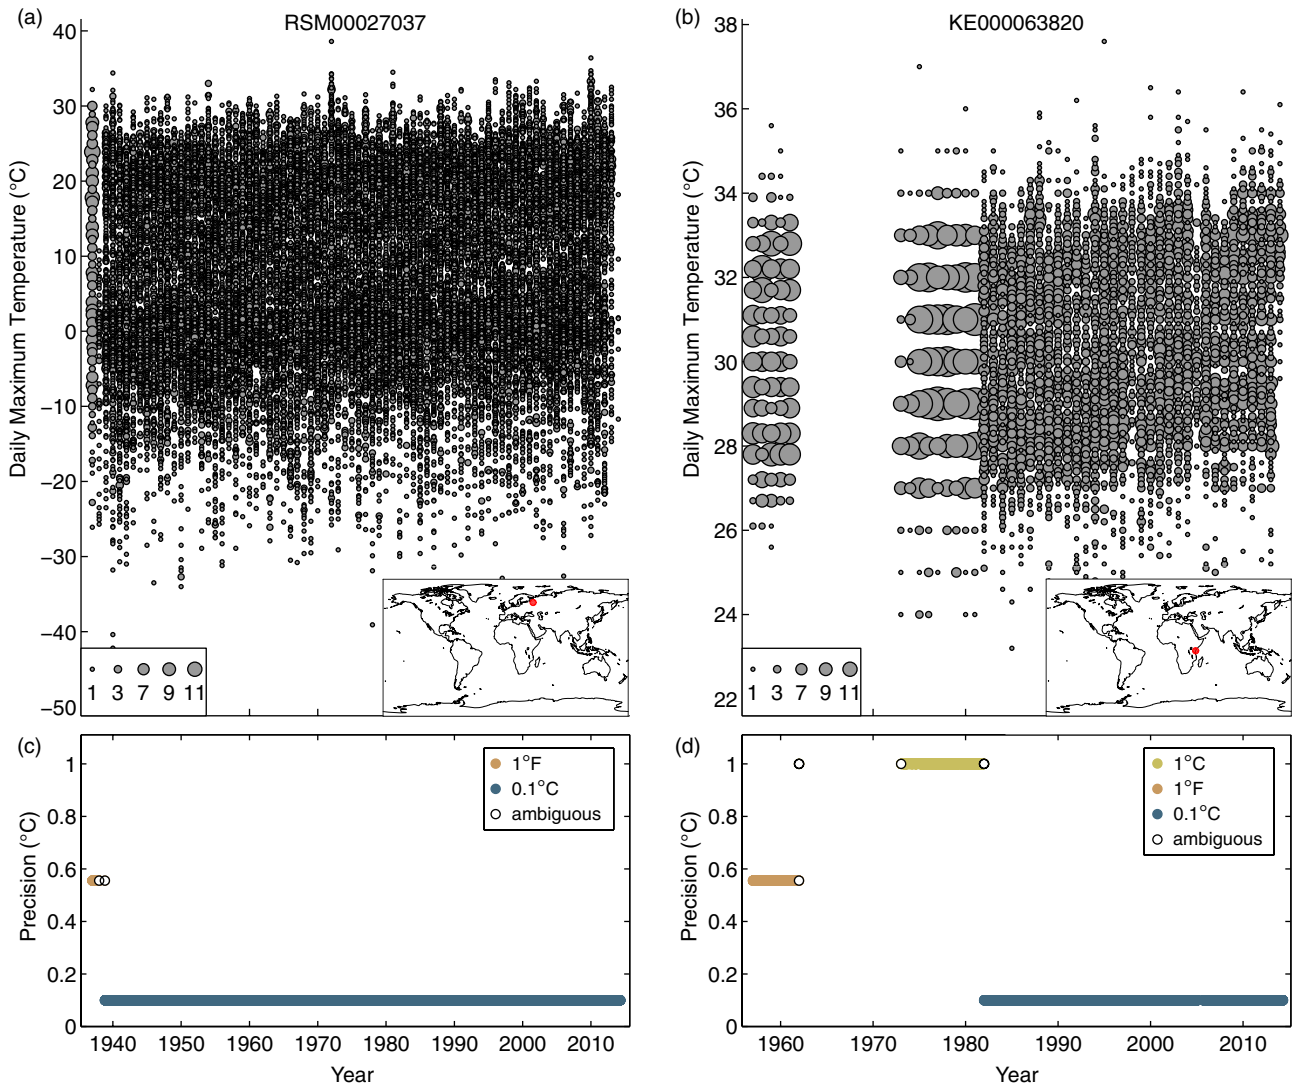 (a)
RSM00027037
40
30
20
10
0
−10
−20
−30
−40
−50
Daily Maximum Temperature (°C)
1 3 7 9 11
(b)
KE000063820
38
36
34
32
30
28
26
24
22
Daily Maximum Temperature (°C)
1 3 7 9 11
(c)
1
0.8
0.6
0.4
0.2
0
Precision (°C)
1°F
0.1°C
ambiguous
1940 1950 1960 1970 1980 1990 2000 2010
Year
(d)
1
0.8
0.6
0.4
0.2
0
Precision (°C)
1°C
1°F
0.1°C
ambiguous
1960 1970 1980 1990 2000 2010
Year